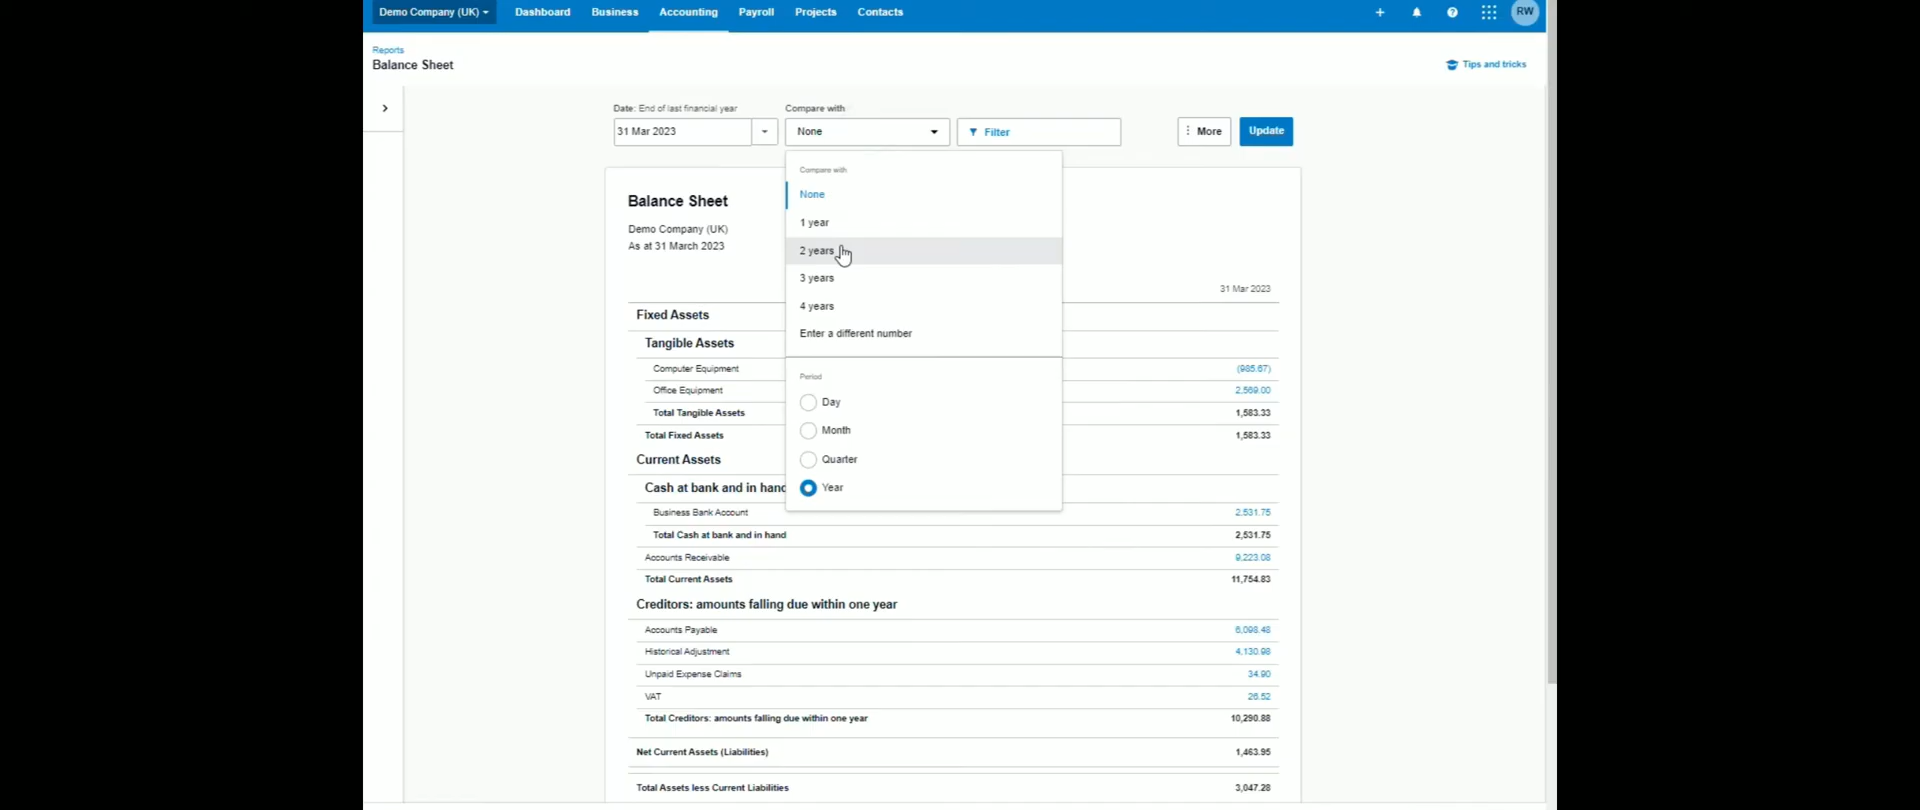 Demo Company (UK) Dashboard Business Accounting Payroll Projects Contacts + ? RW
Reports
Balance Sheet
Tips and tricks
Date: End of last financial year Compare with
31 Mar 2023 None Filter More Update
Compare with
None
1 year
2 years
3 years
4 years
Enter a different number
Period
Day
Month
Quarter
Year
Balance Sheet
Demo Company (UK)
As at 31 March 2023
31 Mar 2023
Fixed Assets
Tangible Assets
Computer Equipment (985.67)
Office Equipment 2,569.00
Total Tangible Assets 1,583.33
Total Fixed Assets 1,583.33
Current Assets
Cash at bank and in hand
Business Bank Account 2,531.75
Total Cash at bank and in hand 2,531.75
Accounts Receivable 9,223.08
Total Current Assets 11,754.83
Creditors: amounts falling due within one year
Accounts Payable 6,098.48
Historical Adjustment 4,130.98
Unpaid Expense Claims 34.90
VAT 26.52
Total Creditors: amounts falling due within one year 10,290.88
Net Current Assets (Liabilities) 1,463.95
Total Assets less Current Liabilities 3,047.28